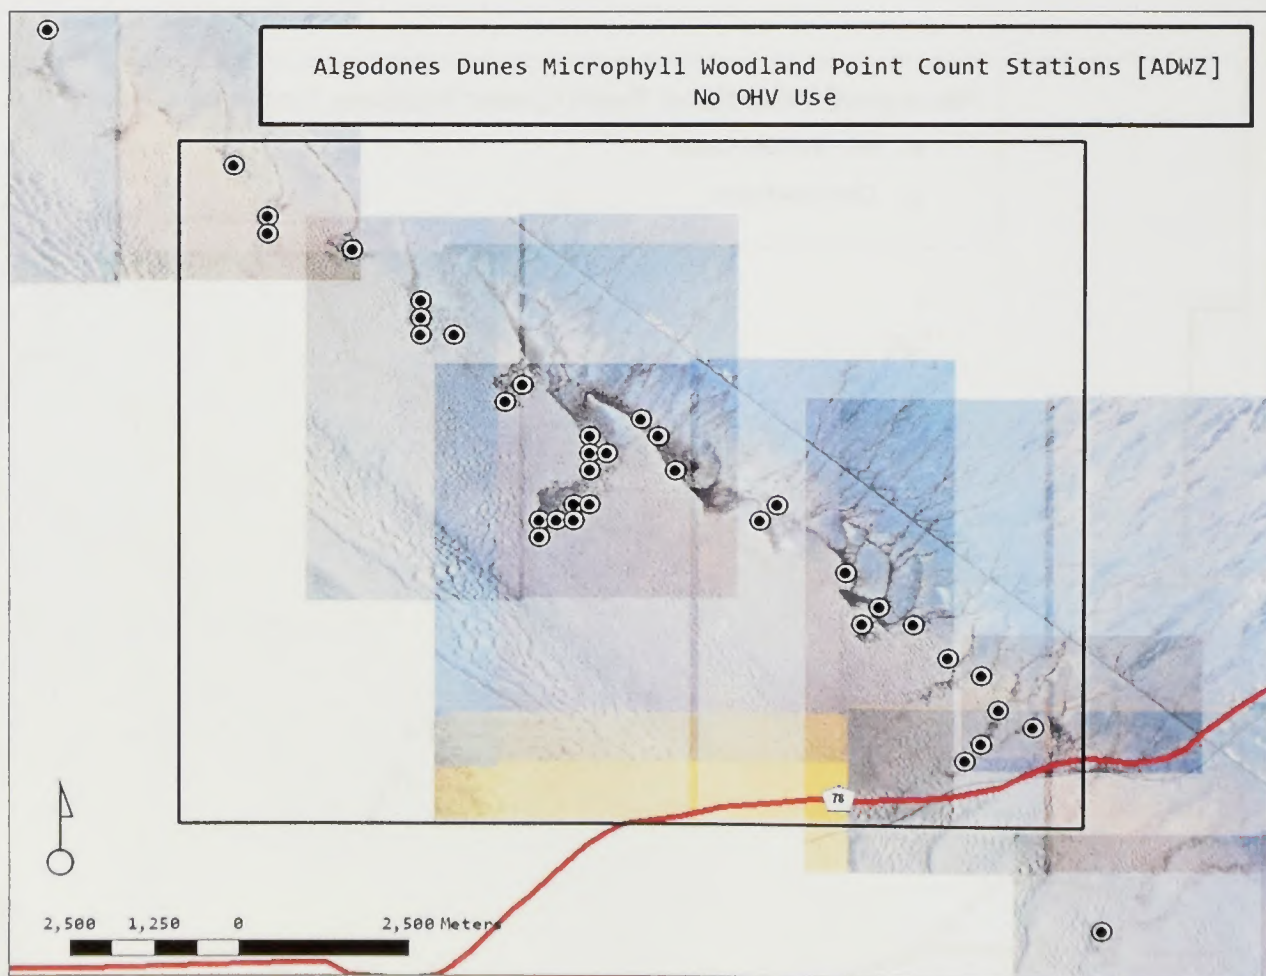 Algodones Dunes Microphyll Woodland Point Count Stations [ADWZ]
No OHV Use
78
2,500 1,250 0 2,500 Meters